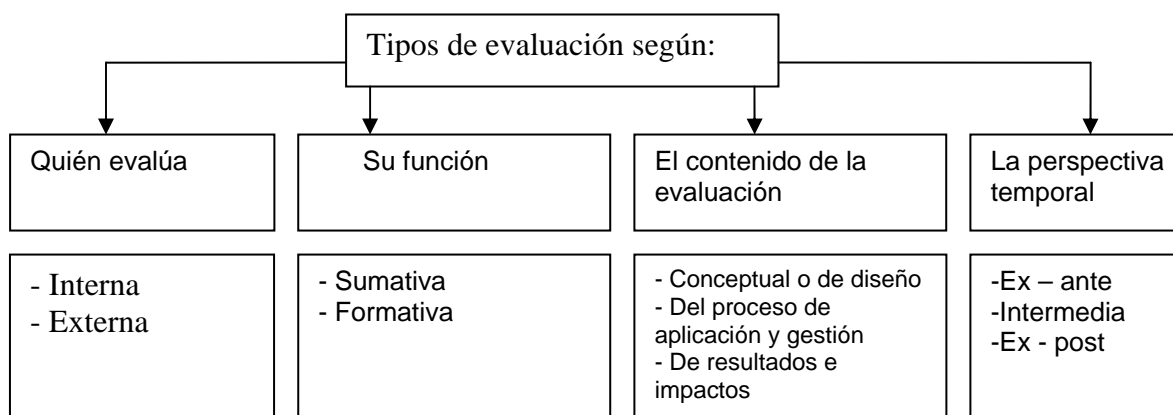 Tipos de evaluación según:
Quién evalúa
Su función
El contenido de la
evaluación
La perspectiva
temporal
- Interna
- Externa
- Sumativa
- Formativa
- Conceptual o de diseño
- Del proceso de
aplicación y gestión
- De resultados e
impactos
-Ex – ante
-Intermedia
-Ex - post